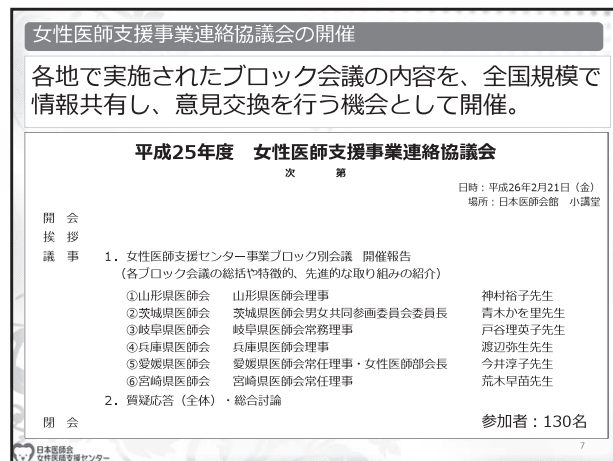 女性医師支援事業連絡協議会の開催
各地で実施されたブロック会議の内容を、全国規模で
情報共有し、意見交換を行う機会として開催。
平成25年度　女性医師支援事業連絡協議会
次　第
日時：平成26年2月21日（金）
場所：日本医師会館　小講堂
開　会
挨　拶
議　事　1．女性医師支援センター事業ブロック別会議　開催報告
（各ブロック会議の総括や特徴的、先進的な取り組みの紹介）
①山形県医師会　山形県医師会理事　神村裕子先生
②茨城県医師会　茨城県医師会男女共同参画委員会委員長　青木かを里先生
③岐阜県医師会　岐阜県医師会常務理事　戸谷理英子先生
④兵庫県医師会　兵庫県医師会理事　渡辺弥生先生
⑤愛媛県医師会　愛媛県医師会常任理事・女性医師部会長　今井淳子先生
⑥宮崎県医師会　宮崎県医師会常任理事　荒木早苗先生
2．質疑応答（全体）・総合討論
閉　会　参加者：130名
日本医師会
女性医師支援センター
7